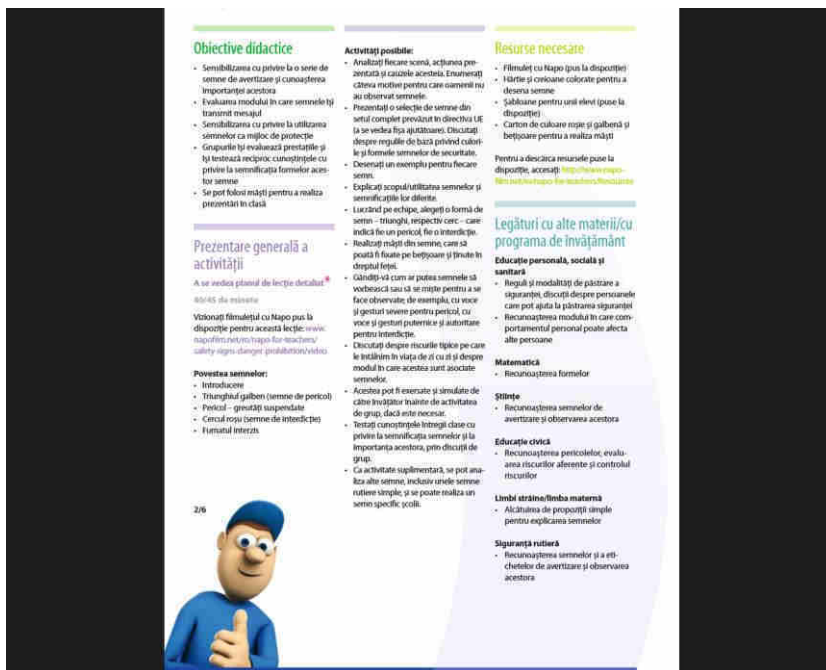 Obiective didactice
• Sensibilizarea cu privire la o serie de
semne de avertizare și cunoașterea
importanței acestora
• Evaluarea modului în care semnele își
transmit mesajul
• Sensibilizarea cu privire la utilizarea
semnelor ca mijloc de protecție
• Grupurile își evaluează prestațiile și
își testează reciproc cunoștințele cu
privire la semnificația formelor aces-
tor semne
• Se pot folosi măști pentru a realiza
prezentări în clasă
Prezentare generală a
activității
A se vedea planul de lecție detaliat*
40/45 de minute
Vizionați filmulețul cu Napo pus la
dispoziție pentru această lecție: www.
napofilm.net/ro/napo-for-teachers/
safety-signs-danger-prohibition/video
Povestea semnelor:
• Introducere
• Triunghiul galben (semne de pericol)
• Pericol – greutăți suspendate
• Cercul roșu (semne de interdicție)
• Fumatul interzis
2/6
Activități posibile:
• Analizați fiecare scenă, acțiunea pre-
zentată și cauzele acesteia. Enumerați
câteva motive pentru care oamenii nu
au observat semnele.
• Prezentați o selecție de semne din
setul complet prevăzut în directiva UE
(a se vedea fișa ajutătoare). Discutați
despre regulile de bază privind culori-
le și formele semnelor de securitate.
• Desenați un exemplu pentru fiecare
semn.
• Explicați scopul/utilitatea semnelor și
semnificațiile lor diferite.
• Lucrând pe echipe, alegeți o formă de
semn – triunghi, respectiv cerc – care
indică fie un pericol, fie o interdicție.
• Realizați măști din semne, care să
poată fi fixate pe bețișoare și ținute în
dreptul feței.
• Gândiți-vă cum ar putea semnele să
vorbească sau să se miște pentru a se
face observate; de exemplu, cu voce
și gesturi severe pentru pericol, cu
voce și gesturi puternice și autoritare
pentru interdicție.
• Discutați despre riscurile tipice pe care
le întâlnim în viața de zi cu zi și despre
modul în care acestea sunt asociate
semnelor.
• Acestea pot fi exersate și simulate de
către învățător înainte de activitatea
de grup, dacă este necesar.
• Testați cunoștințele întregii clase cu
privire la semnificația semnelor și la
importanța acestora, prin discuții de
grup.
• Ca activitate suplimentară, se pot ana-
liza alte semne, inclusiv unele semne
rutiere simple, și se poate realiza un
semn specific școlii.
Resurse necesare
• Filmuleț cu Napo (pus la dispoziție)
• Hârtie și creioane colorate pentru a
desena semne
• Șabloane pentru unii elevi (puse la
dispoziție)
• Carton de culoare roșie și galbenă și
bețișoare pentru a realiza măști
Pentru a descărca resursele puse la
dispoziție, accesați: http://www.napo-
film.net/ro/napo-for-teachers/Resources
Legături cu alte materii/cu
programa de învățământ
Educație personală, socială și
sanitară
• Reguli și modalități de păstrare a
siguranței, discuții despre persoanele
care pot ajuta la păstrarea siguranței
• Recunoașterea modului în care com-
portamentul personal poate afecta
alte persoane
Matematică
• Recunoașterea formelor
Științe
• Recunoașterea semnelor de
avertizare și observarea acestora
Educație civică
• Recunoașterea pericolelor, evalu-
area riscurilor aferente și controlul
riscurilor
Limbi străine/limba maternă
• Alcătuirea de propoziții simple
pentru explicarea semnelor
Siguranță rutieră
• Recunoașterea semnelor și a eti-
chetelor de avertizare și observarea
acestora